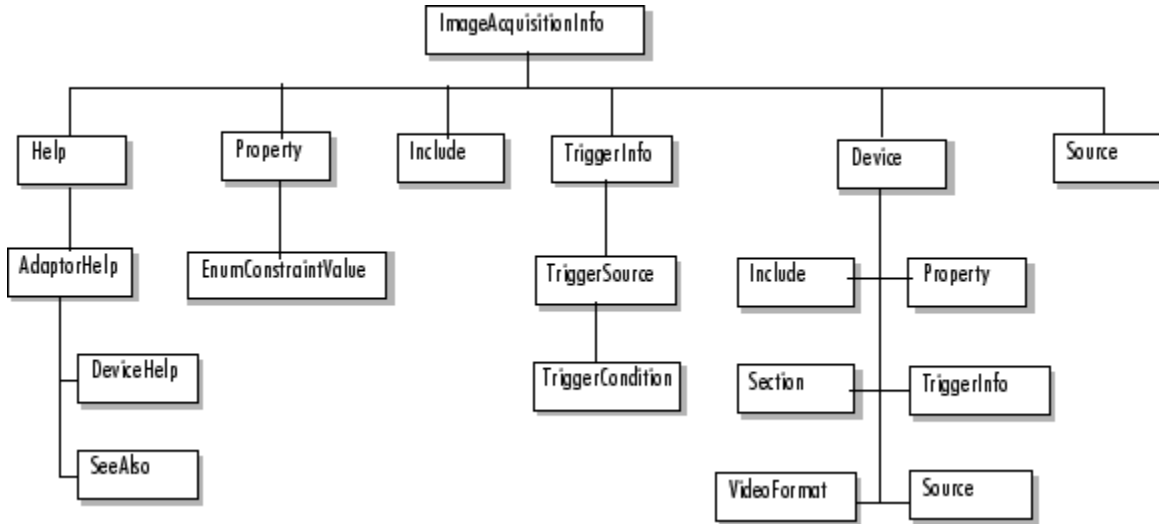 ImageAcquisitionInfo
Help
Property
Include
TriggerInfo
Device
Source
AdaptorHelp
EnumConstraintValue
TriggerSource
Include
Property
DeviceHelp
TriggerCondition
Section
TriggerInfo
SeeAlso
VideoFormat
Source